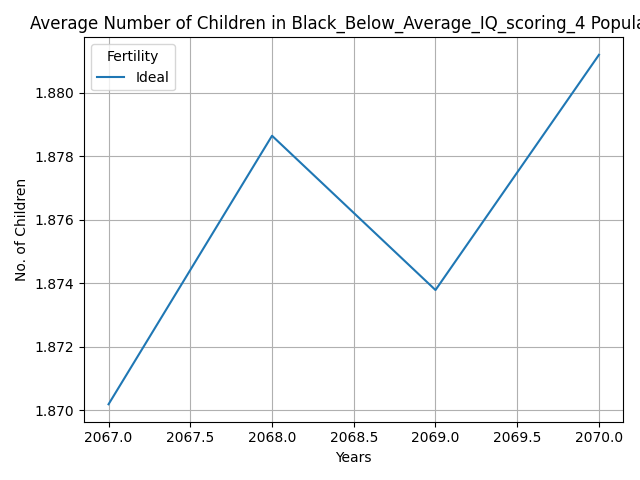 Average Number of Children in Black_Below_Average_IQ_scoring_4 Popula
Fertility
Ideal
1.880
1.878
1.876
1.874
1.872
1.870
No. of Children
2067.0 2067.5 2068.0 2068.5 2069.0 2069.5 2070.0
Years